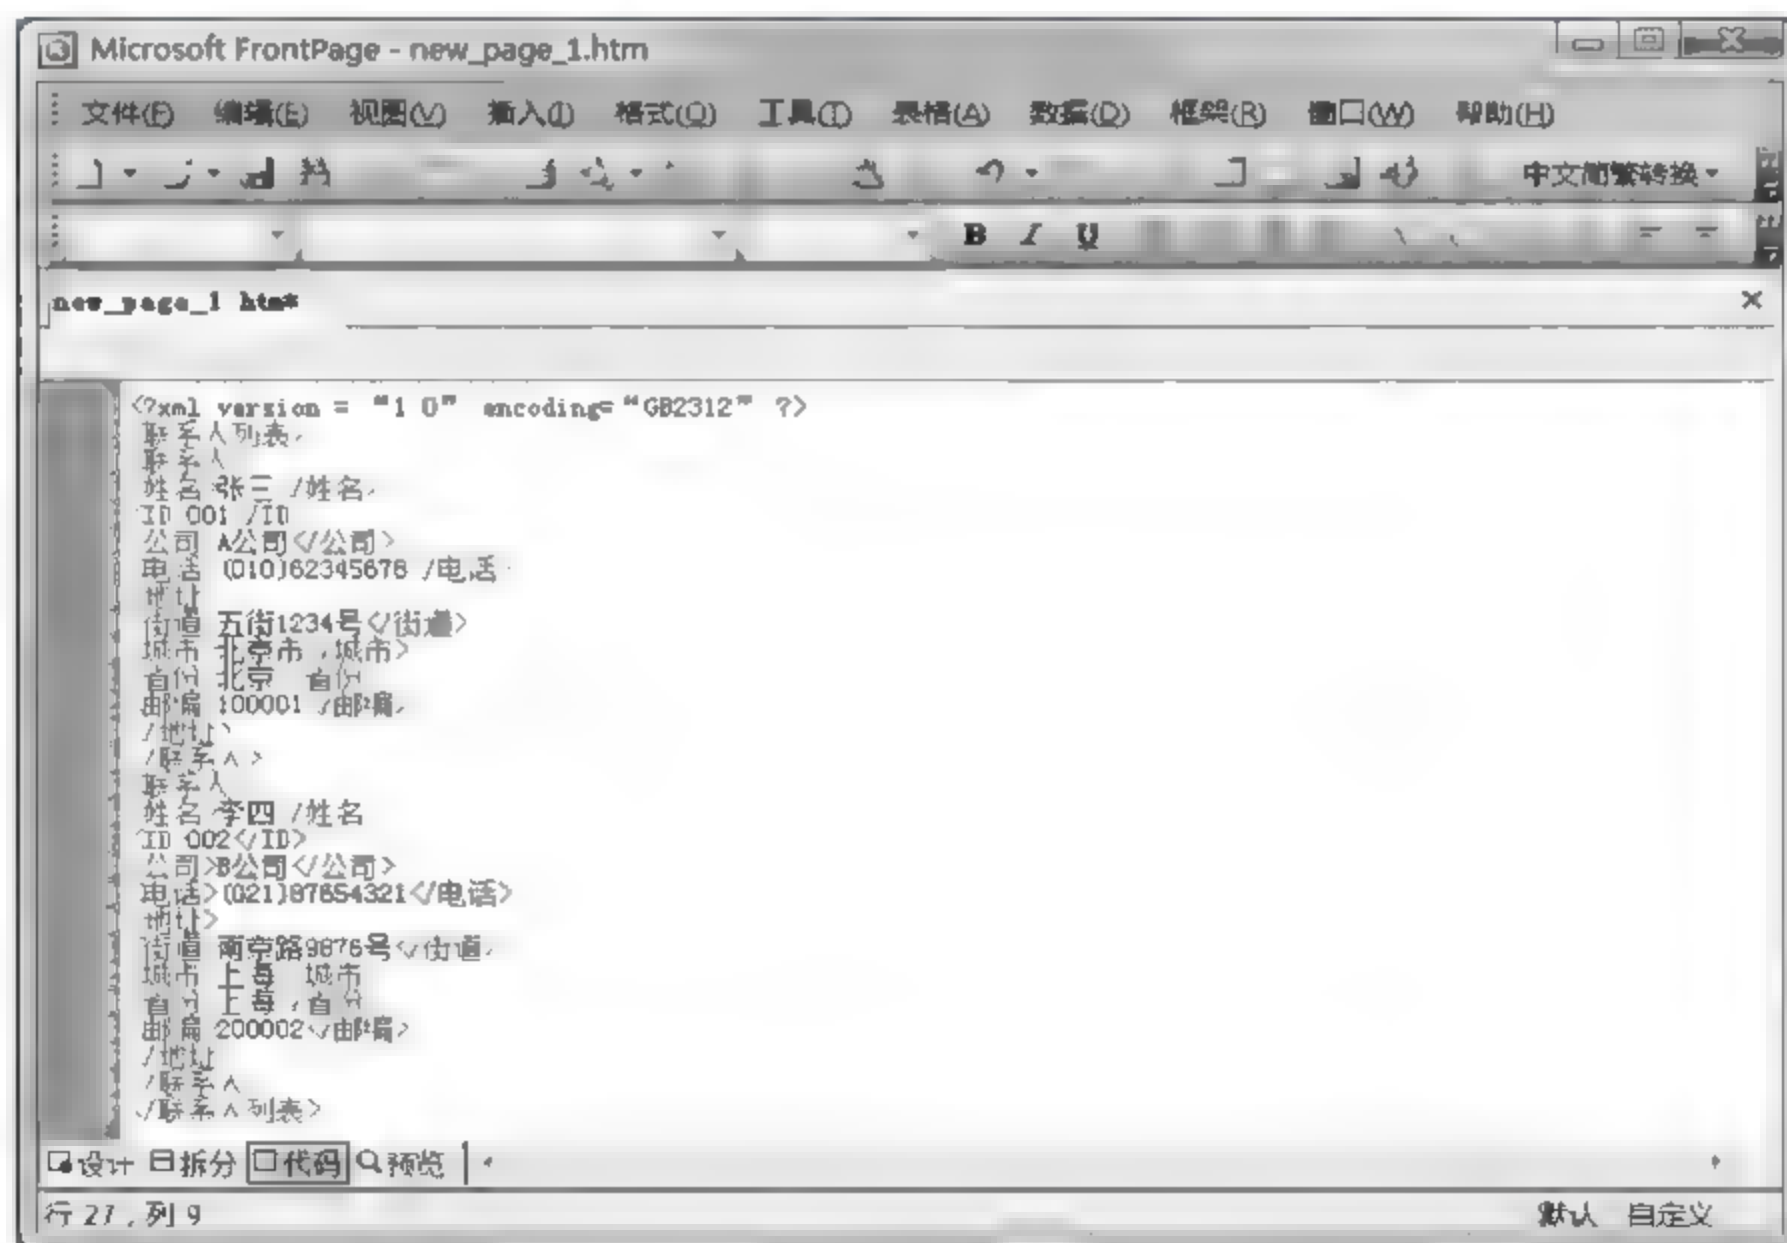 Microsoft FrontPage - new_page_1.htm
文件(F) 编辑(E) 视图(V) 插入(I) 格式(O) 工具(T) 表格(A) 数据(D) 框架(R) 窗口(W) 帮助(H)
中文简繁转换
B I U
new_page_1 htm*
<?xml version = "1 0" encoding="GB2312" ?>
联系人列表
联系人
姓名 张三 /姓名
ID 001 /ID
公司 A公司</公司>
电话 (010)62345678 /电话
地址
街道 五街1234号</街道>
城市 北京市 /城市>
省份 北京 省份
邮编 100001 /邮编
/地址>
/联系人>
联系人
姓名 李四 /姓名
ID 002</ID>
公司>B公司</公司>
电话>(021)87654321</电话>
地址>
街道 南京路9876号</街道
城市 上海 城市
省份 上海 /省份
邮编 200002</邮编>
/地址
/联系人
</联系人列表>
设计 拆分 代码 预览
行 27, 列 9
默认 自定义